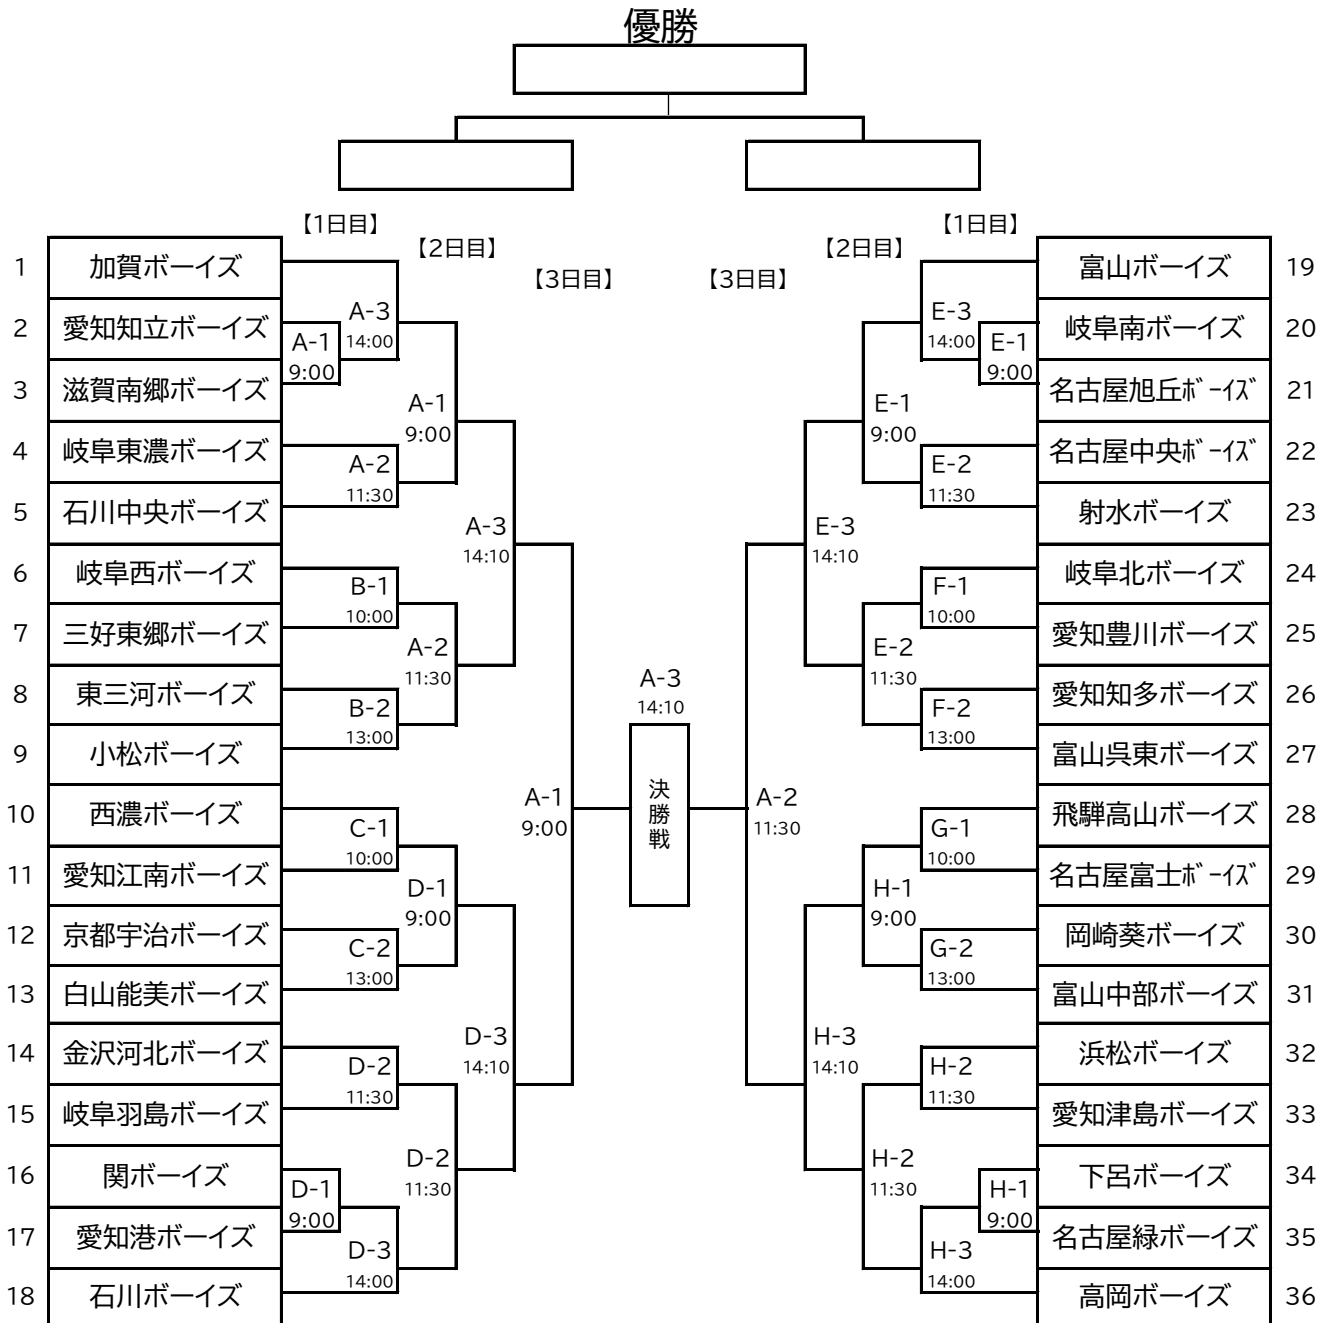 優勝
【1日目】
【2日目】
【3日目】
【3日目】
【2日目】
【1日目】
1 加賀ボーイズ
2 愛知知立ボーイズ
3 滋賀南郷ボーイズ
4 岐阜東濃ボーイズ
5 石川中央ボーイズ
6 岐阜西ボーイズ
7 三好東郷ボーイズ
8 東三河ボーイズ
9 小松ボーイズ
10 西濃ボーイズ
11 愛知江南ボーイズ
12 京都宇治ボーイズ
13 白山能美ボーイズ
14 金沢河北ボーイズ
15 岐阜羽島ボーイズ
16 関ボーイズ
17 愛知港ボーイズ
18 石川ボーイズ
A-1
9:00
A-3
14:00
A-2
11:30
B-1
10:00
B-2
13:00
C-1
10:00
C-2
13:00
D-2
11:30
D-1
9:00
D-3
14:00
A-1
9:00
A-2
11:30
D-1
9:00
D-2
11:30
A-3
14:10
D-3
14:10
A-1
9:00
A-3
14:10
決勝戦
A-2
11:30
E-3
14:10
H-3
14:10
E-1
9:00
E-2
11:30
H-1
9:00
H-2
11:30
E-3
14:00
E-1
9:00
E-2
11:30
F-1
10:00
F-2
13:00
G-1
10:00
G-2
13:00
H-2
11:30
H-1
9:00
H-3
14:00
富山ボーイズ 19
岐阜南ボーイズ 20
名古屋旭丘ﾎﾞｰｲｽﾞ 21
名古屋中央ﾎﾞｰｲｽﾞ 22
射水ボーイズ 23
岐阜北ボーイズ 24
愛知豊川ボーイズ 25
愛知知多ボーイズ 26
富山呉東ボーイズ 27
飛騨高山ボーイズ 28
名古屋富士ﾎﾞｰｲｽﾞ 29
岡崎葵ボーイズ 30
富山中部ボーイズ 31
浜松ボーイズ 32
愛知津島ボーイズ 33
下呂ボーイズ 34
名古屋緑ボーイズ 35
高岡ボーイズ 36